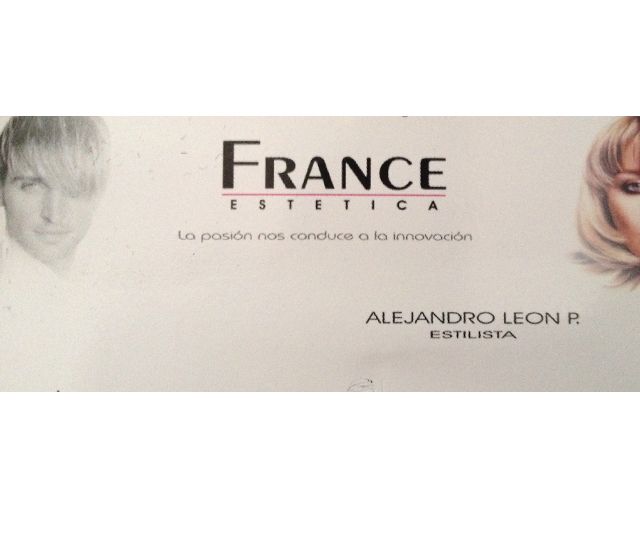 FRANCE
ESTETICA
La pasión nos conduce a la innovación
ALEJANDRO LEON P.
ESTILISTA